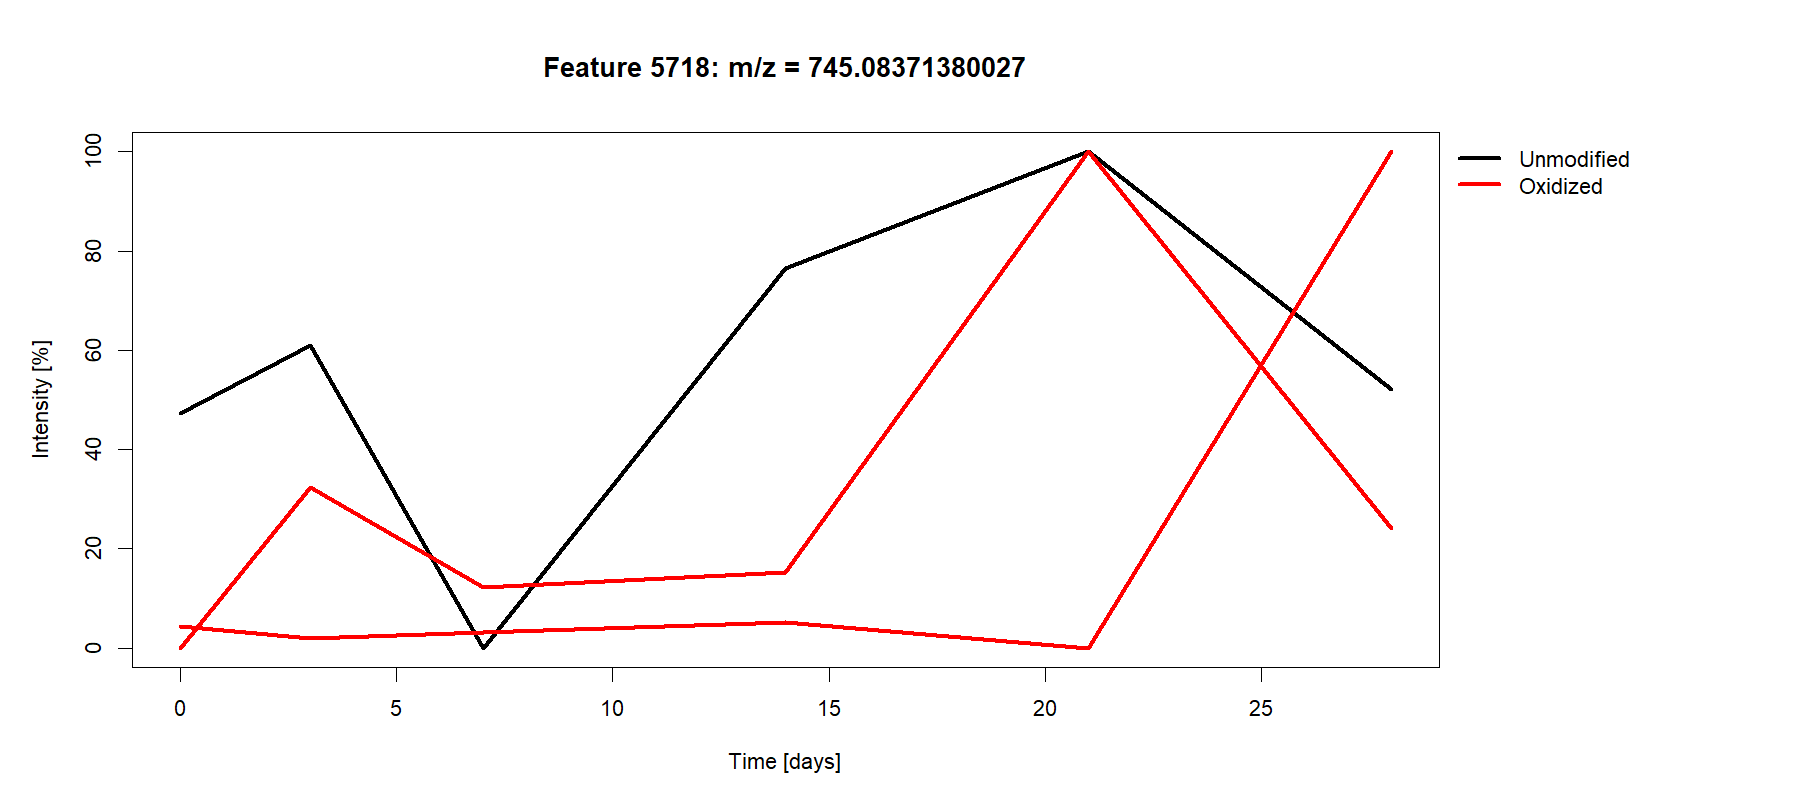 Feature 5718: m/z = 745.08371380027
Unmodified
Oxidized
Intensity [%]
100
80
60
40
20
0
0 5 10 15 20 25
Time [days]